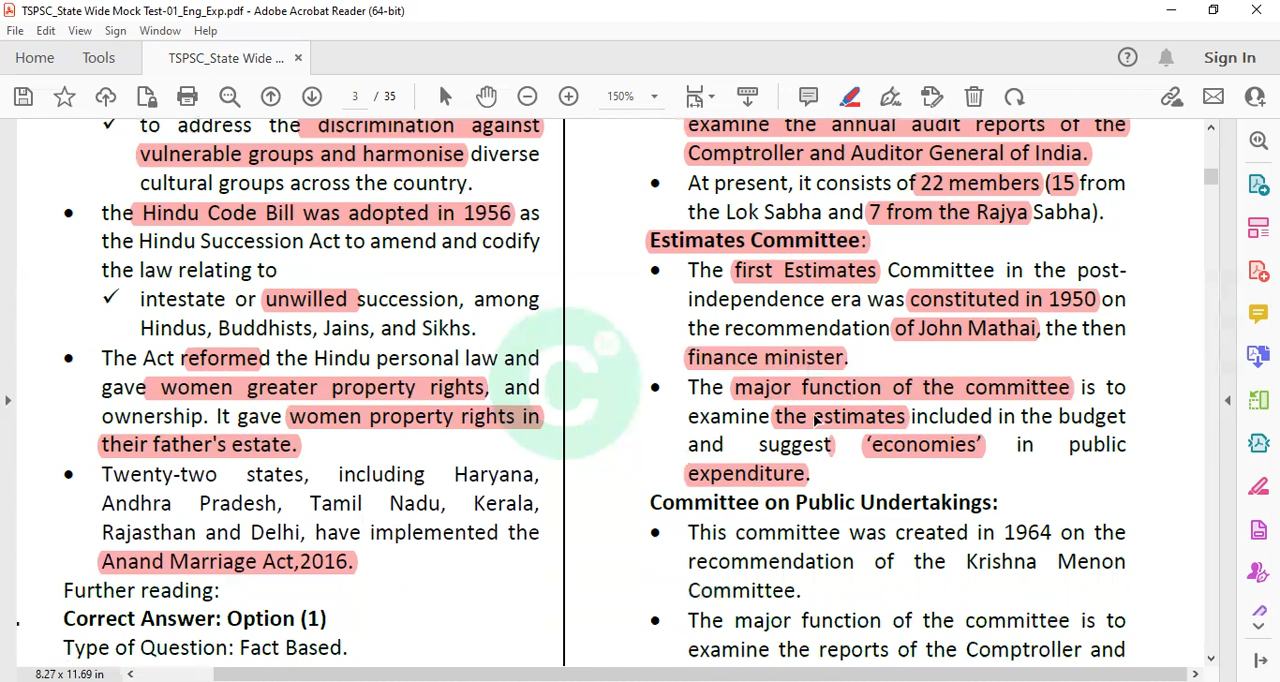 TSPSC_State Wide Mock Test-01_Eng_Exp.pdf - Adobe Acrobat Reader (64-bit)
File Edit View Sign Window Help
Home Tools TSPSC_State Wide ... × Sign In
3 / 35 150%
✓ to address the discrimination against
vulnerable groups and harmonise diverse
cultural groups across the country.
• the Hindu Code Bill was adopted in 1956 as
the Hindu Succession Act to amend and codify
the law relating to
✓ intestate or unwilled succession, among
Hindus, Buddhists, Jains, and Sikhs.
• The Act reformed the Hindu personal law and
gave women greater property rights, and
ownership. It gave women property rights in
their father's estate.
• Twenty-two states, including Haryana,
Andhra Pradesh, Tamil Nadu, Kerala,
Rajasthan and Delhi, have implemented the
Anand Marriage Act,2016.
Further reading:
. Correct Answer: Option (1)
Type of Question: Fact Based.
examine the annual audit reports of the
Comptroller and Auditor General of India.
• At present, it consists of 22 members (15 from
the Lok Sabha and 7 from the Rajya Sabha).
Estimates Committee:
• The first Estimates Committee in the post-
independence era was constituted in 1950 on
the recommendation of John Mathai, the then
finance minister.
• The major function of the committee is to
examine the estimates included in the budget
and suggest ‘economies’ in public
expenditure.
Committee on Public Undertakings:
• This committee was created in 1964 on the
recommendation of the Krishna Menon
Committee.
• The major function of the committee is to
examine the reports of the Comptroller and
8.27 x 11.69 in